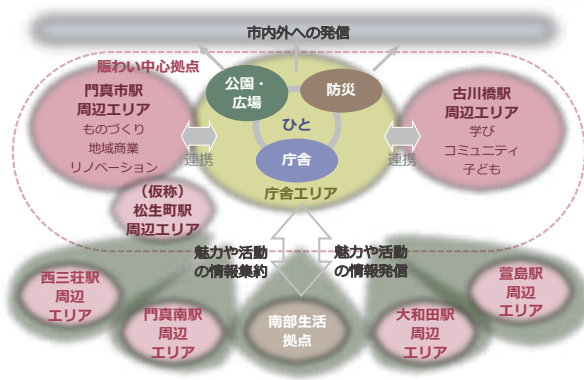 市内外への発信
賑わい中心拠点
門真市駅
周辺エリア
ものづくり
地域商業
リノベーション
公園・
広場
防災
ひと
庁舎
庁舎エリア
連携
連携
古川橋駅
周辺エリア
学び
コミュニティ
子ども
（仮称）
松生町駅
周辺エリア
魅力や活動
の情報集約
魅力や活動
の情報発信
西三荘駅
周辺
エリア
門真南駅
周辺
エリア
南部生活
拠点
大和田駅
周辺
エリア
萱島駅
周辺
エリア